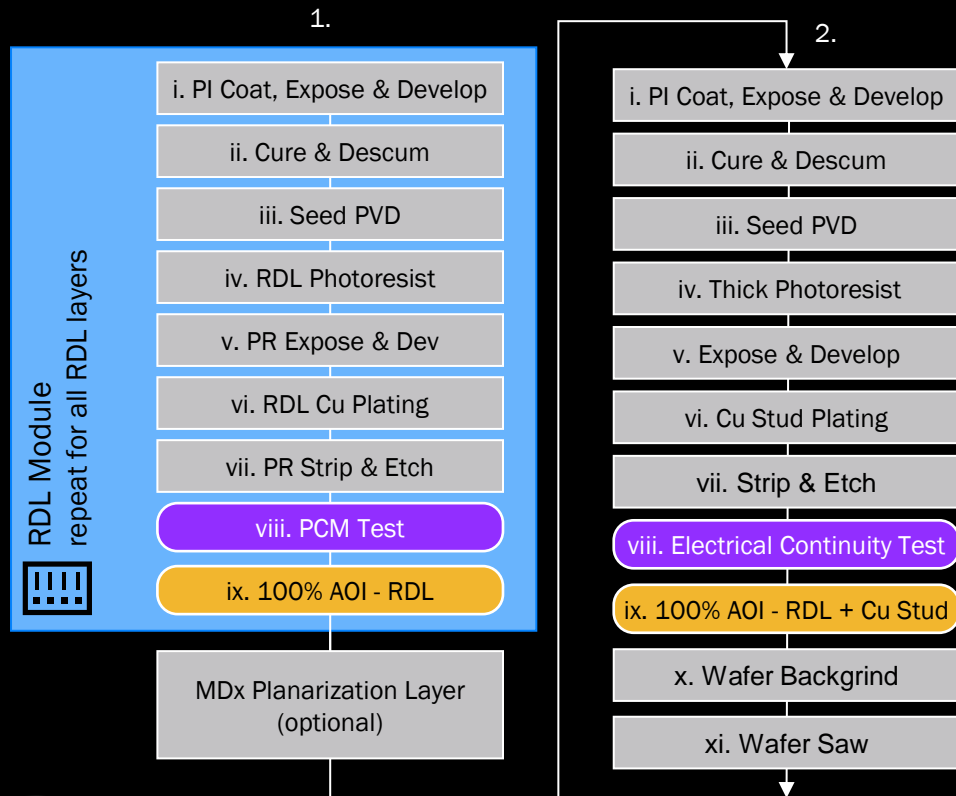 1.
RDL Module
repeat for all RDL layers
i. PI Coat, Expose & Develop
ii. Cure & Descum
iii. Seed PVD
iv. RDL Photoresist
v. PR Expose & Dev
vi. RDL Cu Plating
vii. PR Strip & Etch
viii. PCM Test
ix. 100% AOI - RDL
MDx Planarization Layer
(optional)
2.
i. PI Coat, Expose & Develop
ii. Cure & Descum
iii. Seed PVD
iv. Thick Photoresist
v. Expose & Develop
vi. Cu Stud Plating
vii. Strip & Etch
viii. Electrical Continuity Test
ix. 100% AOI - RDL + Cu Stud
x. Wafer Backgrind
xi. Wafer Saw